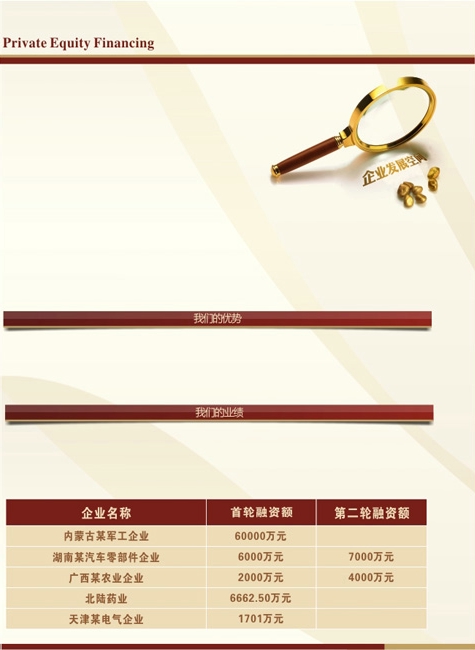 Private Equity Financing
企业发展空间
我们的优势
我们的业绩
企业名称 首轮融资额 第二轮融资额
内蒙古某军工企业 60000万元
湖南某汽车零部件企业 6000万元 7000万元
广西某农业企业 2000万元 4000万元
北陆药业 6662.50万元
天津某电气企业 1701万元